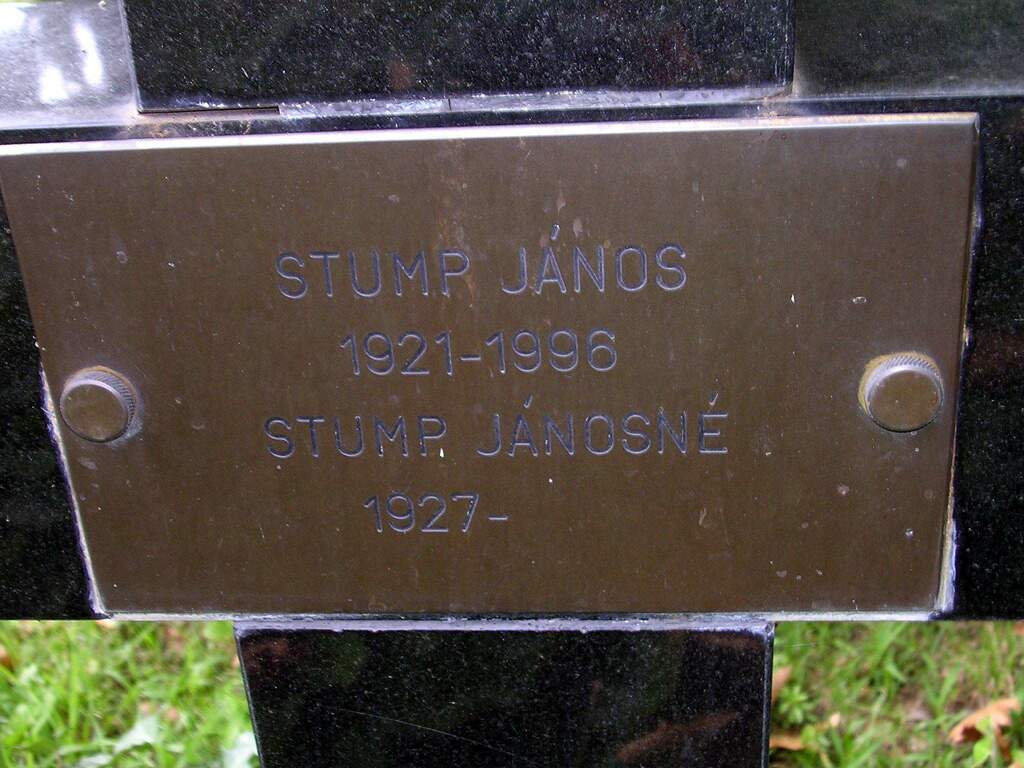 STUMP JÁNOS
1921-1996
STUMP JÁNOSNÉ
1927-